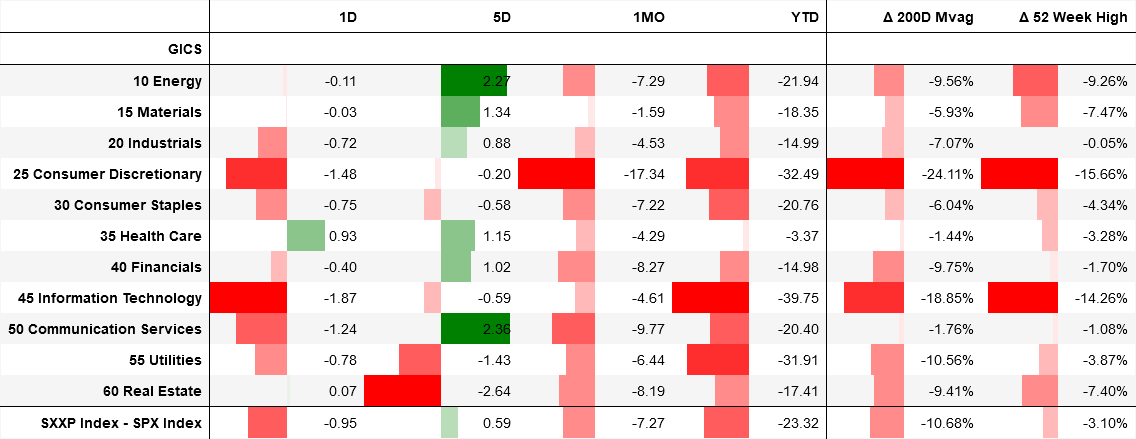 1D 5D 1MO YTD Δ 200D Mvag Δ 52 Week High
GICS
10 Energy -0.11 2.27 -7.29 -21.94 -9.56% -9.26%
15 Materials -0.03 1.34 -1.59 -18.35 -5.93% -7.47%
20 Industrials -0.72 0.88 -4.53 -14.99 -7.07% -0.05%
25 Consumer Discretionary -1.48 -0.20 -17.34 -32.49 -24.11% -15.66%
30 Consumer Staples -0.75 -0.58 -7.22 -20.76 -6.04% -4.34%
35 Health Care 0.93 1.15 -4.29 -3.37 -1.44% -3.28%
40 Financials -0.40 1.02 -8.27 -14.98 -9.75% -1.70%
45 Information Technology -1.87 -0.59 -4.61 -39.75 -18.85% -14.26%
50 Communication Services -1.24 2.36 -9.77 -20.40 -1.76% -1.08%
55 Utilities -0.78 -1.43 -6.44 -31.91 -10.56% -3.87%
60 Real Estate 0.07 -2.64 -8.19 -17.41 -9.41% -7.40%
SXXP Index - SPX Index -0.95 0.59 -7.27 -23.32 -10.68% -3.10%